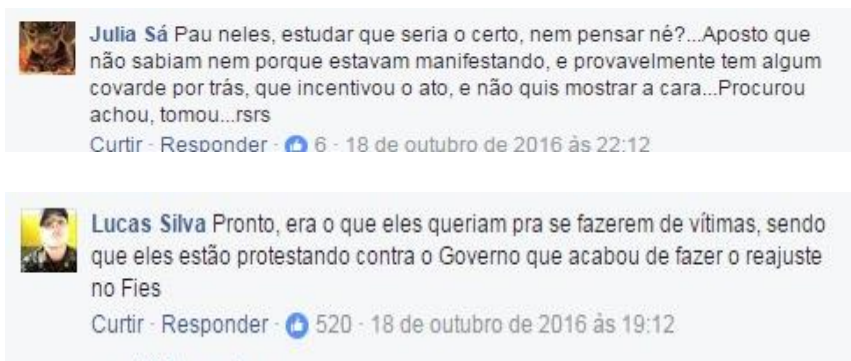 Julia Sá Pau neles, estudar que seria o certo, nem pensar né?...Aposto que
não sabiam nem porque estavam manifestando, e provavelmente tem algum
covarde por trás, que incentivou o ato, e não quis mostrar a cara...Procurou
achou, tomou...rsrs
Curtir · Responder · 6 · 18 de outubro de 2016 às 22:12
Lucas Silva Pronto, era o que eles queriam pra se fazerem de vítimas, sendo
que eles estão protestando contra o Governo que acabou de fazer o reajuste
no Fies
Curtir · Responder · 520 · 18 de outubro de 2016 às 19:12